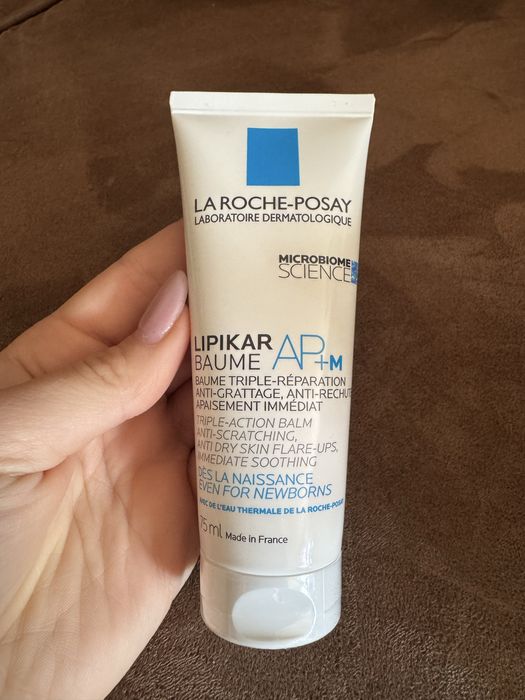 LA ROCHE-POSAY
LABORATOIRE DERMATOLOGIQUE
MICROBIOME
SCIENCE
LIPIKAR
BAUME AP+M
BAUME TRIPLE-RÉPARATION
ANTI-GRATTAGE, ANTI-RECHUTE
APAISEMENT IMMÉDIAT
TRIPLE-ACTION BALM
ANTI-SCRATCHING,
ANTI DRY SKIN FLARE-UPS,
IMMEDIATE SOOTHING
DÈS LA NAISSANCE
EVEN FOR NEWBORNS
AVEC DE L'EAU THERMALE DE LA ROCHE-POSAY
75 ml Made in France